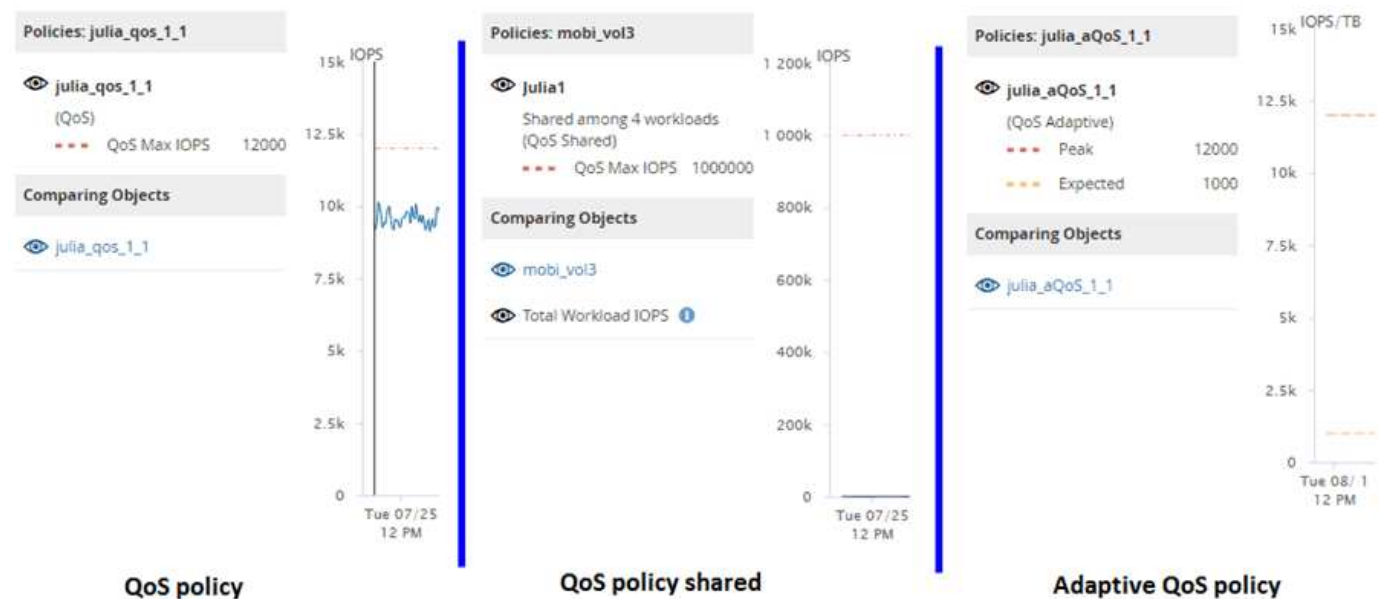 Policies: julia_qos_1_1
julia_qos_1_1
(QoS)
QoS Max IOPS 12000
Comparing Objects
julia_qos_1_1
IOPS
15k
12.5k
10k
7.5k
5k
2.5k
0
Tue 07/25
12 PM
QoS policy
Policies: mobi_vol3
Julia1
Shared among 4 workloads
(QoS Shared)
QoS Max IOPS 1000000
Comparing Objects
mobi_vol3
Total Workload IOPS i
IOPS
1 200k
1 000k
800k
600k
400k
200k
0
Tue 07/25
12 PM
QoS policy shared
Policies: julia_aQoS_1_1
julia_aQoS_1_1
(QoS Adaptive)
Peak 12000
Expected 1000
Comparing Objects
julia_aQoS_1_1
IOPS/TB
15k
12.5k
10k
7.5k
5k
2.5k
0
Tue 08/ 1
12 PM
Adaptive QoS policy